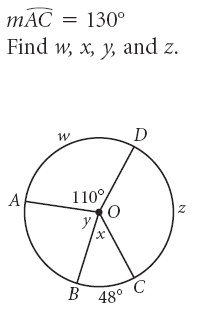 mAC = 130°
Find w, x, y, and z.
w
D
110°
A
y
O
z
x
B
48°
C